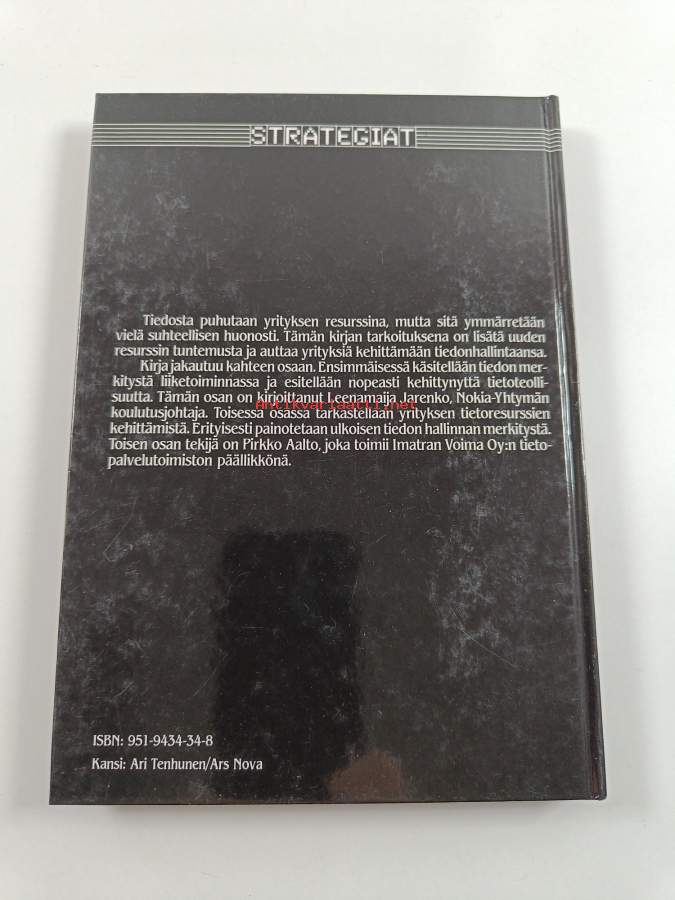 STRATEGIAT
Tiedosta puhutaan yrityksen resurssina, mutta sitä ymmärretään
vielä suhteellisen huonosti. Tämän kirjan tarkoituksena on lisätä uuden
resurssin tuntemusta ja auttaa yrityksiä kehittämään tiedonhallintaansa.
Kirja jakautuu kahteen osaan. Ensimmäisessä käsitellään tiedon mer-
kitystä liiketoiminnassa ja esitellään nopeasti kehittynyttä tietoteolli-
suutta. Tämän osan on kirjoittanut Leenamaija Jarenko, Nokia-Yhtymän
antikvariaatti.net
koulutusjohtaja. Toisessa osassa tarkastellaan yrityksen tietoresurssien
kehittämistä. Erityisesti painotetaan ulkoisen tiedon hallinnan merkitystä.
Toisen osan tekijä on Pirkko Aalto, joka toimii Imatran Voima Oy:n tieto-
palvelutoimiston päällikkönä.
ISBN: 951-9434-34-8
Kansi: Ari Tenhunen/Ars Nova